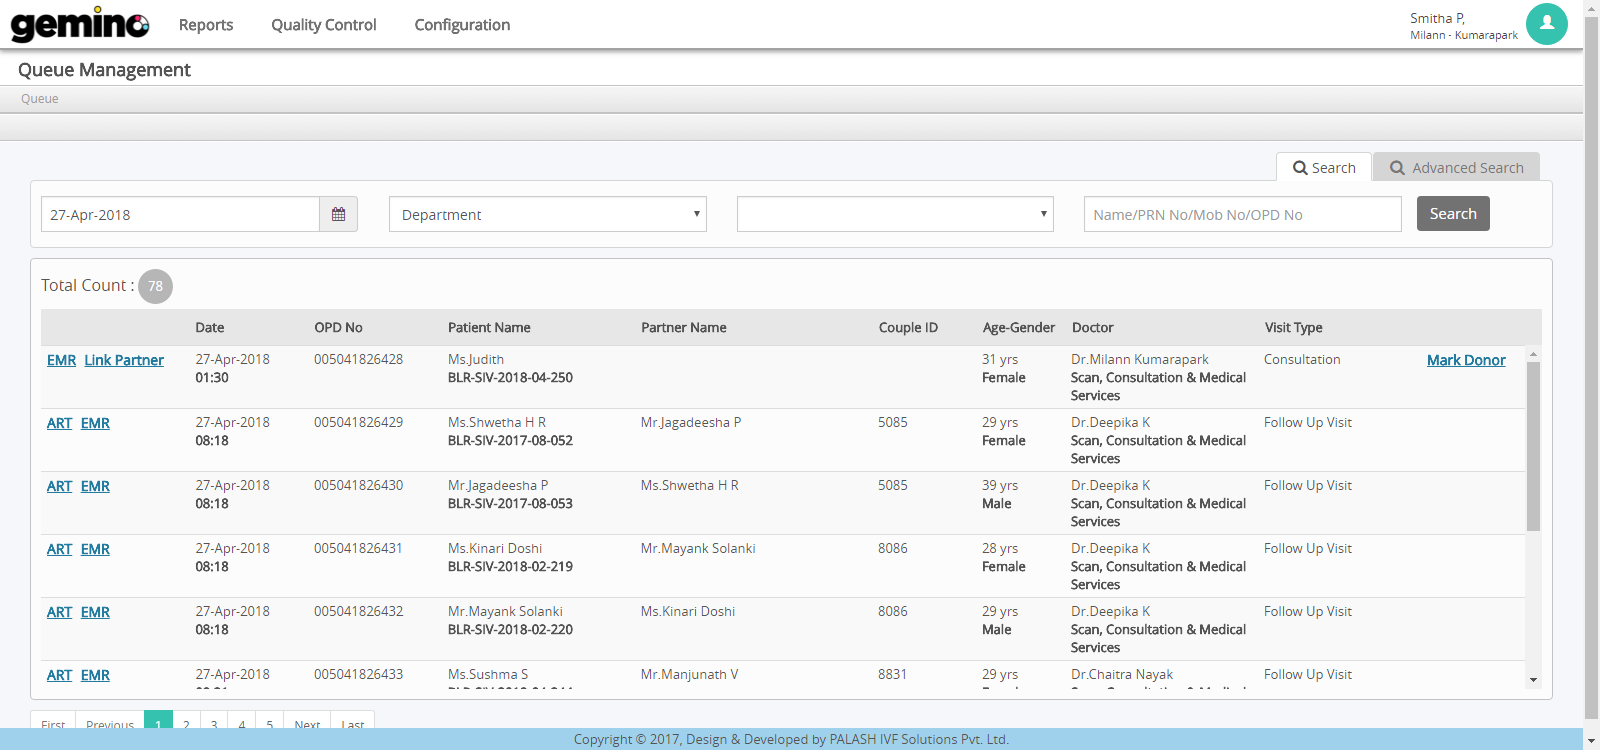 gemino Reports Quality Control Configuration
Smitha P,
Milann - Kumarapark
Queue Management
Queue
Search Advanced Search
27-Apr-2018 Department Name/PRN No/Mob No/OPD No Search
Total Count : 78
Date OPD No Patient Name Partner Name Couple ID Age-Gender Doctor Visit Type
EMR Link Partner 27-Apr-2018 005041826428 Ms.Judith 31 yrs Dr.Milann Kumarapark Consultation Mark Donor
01:30 BLR-SIV-2018-04-250 Female Scan, Consultation & Medical
Services
ART EMR 27-Apr-2018 005041826429 Ms.Shwetha H R Mr.Jagadeesha P 5085 29 yrs Dr.Deepika K Follow Up Visit
08:18 BLR-SIV-2017-08-052 Female Scan, Consultation & Medical
Services
ART EMR 27-Apr-2018 005041826430 Mr.Jagadeesha P Ms.Shwetha H R 5085 39 yrs Dr.Deepika K Follow Up Visit
08:18 BLR-SIV-2017-08-053 Male Scan, Consultation & Medical
Services
ART EMR 27-Apr-2018 005041826431 Ms.Kinari Doshi Mr.Mayank Solanki 8086 28 yrs Dr.Deepika K Follow Up Visit
08:18 BLR-SIV-2018-02-219 Female Scan, Consultation & Medical
Services
ART EMR 27-Apr-2018 005041826432 Mr.Mayank Solanki Ms.Kinari Doshi 8086 29 yrs Dr.Deepika K Follow Up Visit
08:18 BLR-SIV-2018-02-220 Male Scan, Consultation & Medical
Services
ART EMR 27-Apr-2018 005041826433 Ms.Sushma S Mr.Manjunath V 8831 29 yrs Dr.Chaitra Nayak Follow Up Visit
First Previous 1 2 3 4 5 Next Last
Copyright © 2017, Design & Developed by PALASH IVF Solutions Pvt. Ltd.